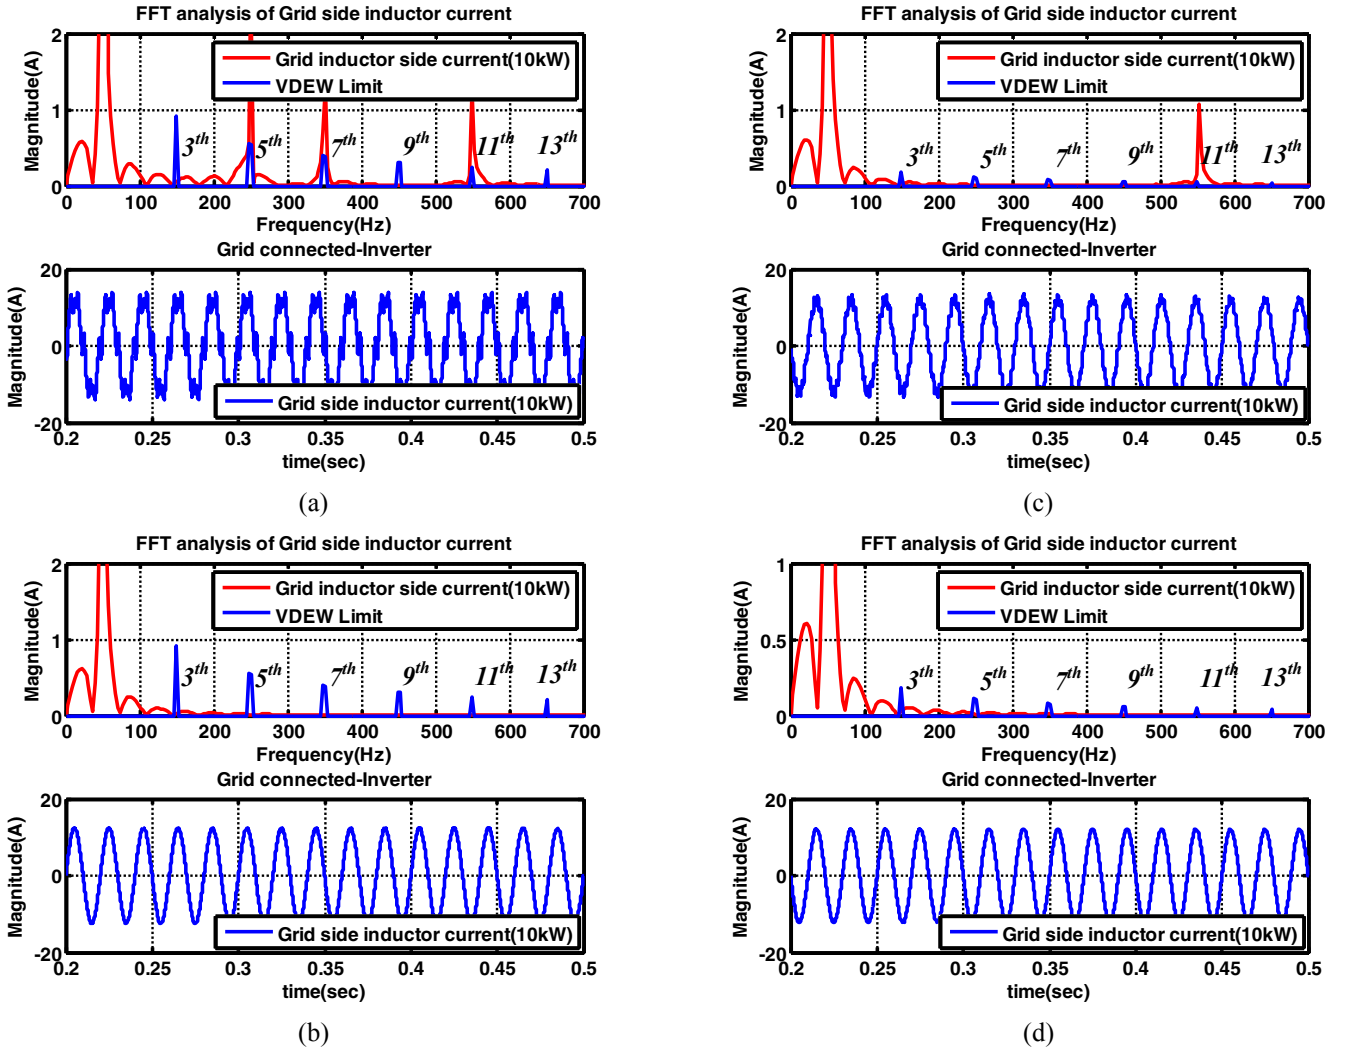 FFT analysis of Grid side inductor current
Magnitude(A)
2
1
0
Grid inductor side current(10kW)
VDEW Limit
3th
5th
7th
9th
11th
13th
0 100 200 300 400 500 600 700
Frequency(Hz)
Grid connected-Inverter
Magnitude(A)
20
0
-20
Grid side inductor current(10kW)
0.2 0.25 0.3 0.35 0.4 0.45 0.5
time(sec)
(a)
FFT analysis of Grid side inductor current
Magnitude(A)
2
1
0
Grid inductor side current(10kW)
VDEW Limit
3th
5th
7th
9th
11th
13th
0 100 200 300 400 500 600 700
Frequency(Hz)
Grid connected-Inverter
Magnitude(A)
20
0
-20
Grid side inductor current(10kW)
0.2 0.25 0.3 0.35 0.4 0.45 0.5
time(sec)
(b)
FFT analysis of Grid side inductor current
Magnitude(A)
2
1
0
Grid inductor side current(10kW)
VDEW Limit
3th
5th
7th
9th
11th
13th
0 100 200 300 400 500 600 700
Frequency(Hz)
Grid connected-Inverter
Magnitude(A)
20
0
-20
Grid side inductor current(10kW)
0.2 0.25 0.3 0.35 0.4 0.45 0.5
time(sec)
(c)
FFT analysis of Grid side inductor current
Magnitude(A)
1
0.5
0
Grid inductor side current(10kW)
VDEW Limit
3th
5th
7th
9th
11th
13th
0 100 200 300 400 500 600 700
Frequency(Hz)
Grid connected-Inverter
Magnitude(A)
20
0
-20
Grid side inductor current(10kW)
0.2 0.25 0.3 0.35 0.4 0.45 0.5
time(sec)
(d)